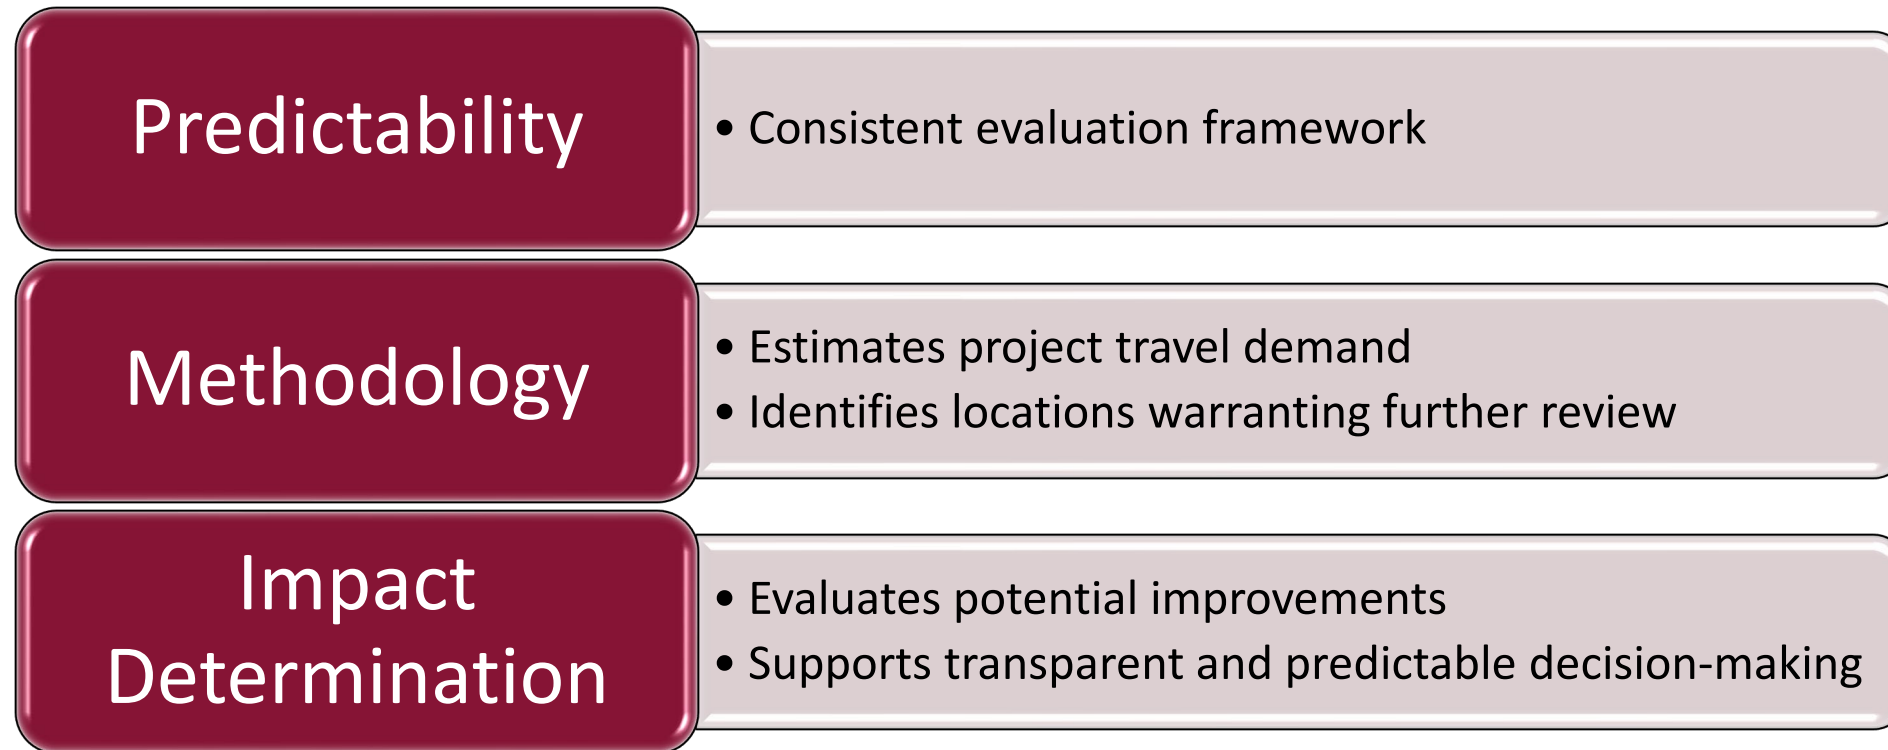 Predictability
• Consistent evaluation framework
Methodology
• Estimates project travel demand
• Identifies locations warranting further review
Impact
Determination
• Evaluates potential improvements
• Supports transparent and predictable decision-making